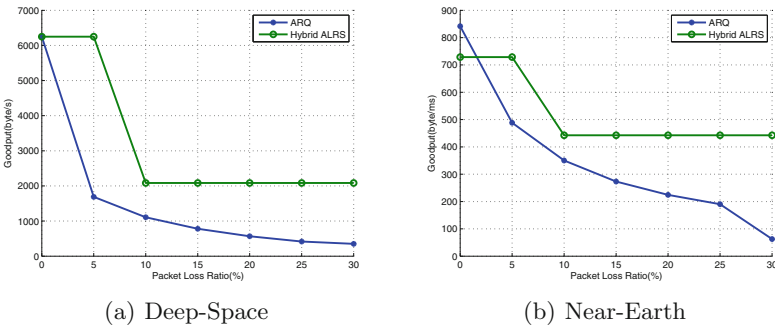 7000
6000
5000
4000
3000
2000
1000
0
Goodput(byte/s)
0 5 10 15 20 25 30
Packet Loss Ratio(%)
ARQ
Hybrid ALRS
(a) Deep-Space
900
800
700
600
500
400
300
200
100
0
Goodput(byte/ms)
0 5 10 15 20 25 30
Packet Loss Ratio(%)
ARQ
Hybrid ALRS
(b) Near-Earth